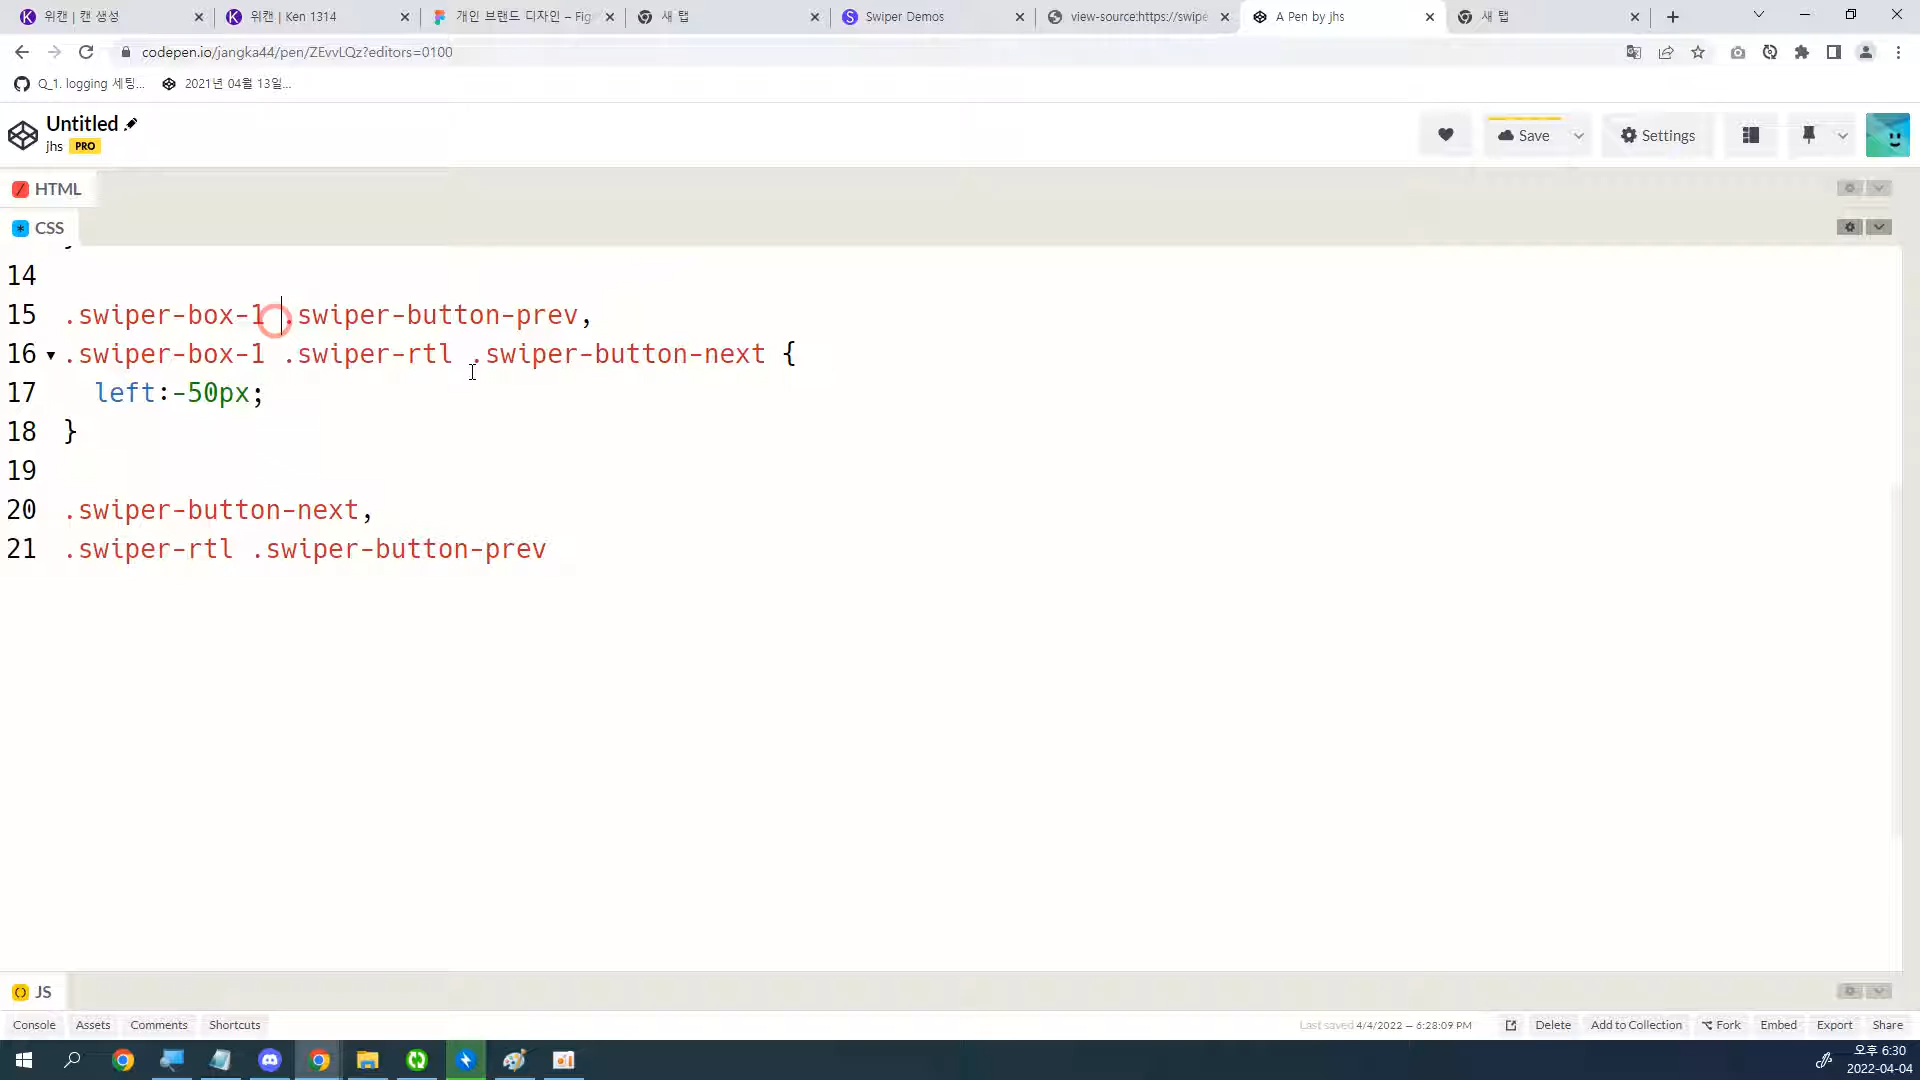 위캔 | 캔 생성
위캔 | Ken 1314
개인 브랜드 디자인 – Fig
새 탭
Swiper Demos
view-source:https://swipe
A Pen by jhs
새 탭
codepen.io/jangka44/pen/ZEvvLQz?editors=0100
Q_1. logging 세팅...
2021년 04월 13일...
Untitled
jhs PRO
Save
Settings
HTML
CSS
14
15 .swiper-box-1 .swiper-button-prev,
16 .swiper-box-1 .swiper-rtl .swiper-button-next {
17 left:-50px;
18 }
19
20 .swiper-button-next,
21 .swiper-rtl .swiper-button-prev
JS
Console
Assets
Comments
Shortcuts
Last saved 4/4/2022 — 6:28:09 PM
Delete
Add to Collection
Fork
Embed
Export
Share
오후 6:30
2022-04-04